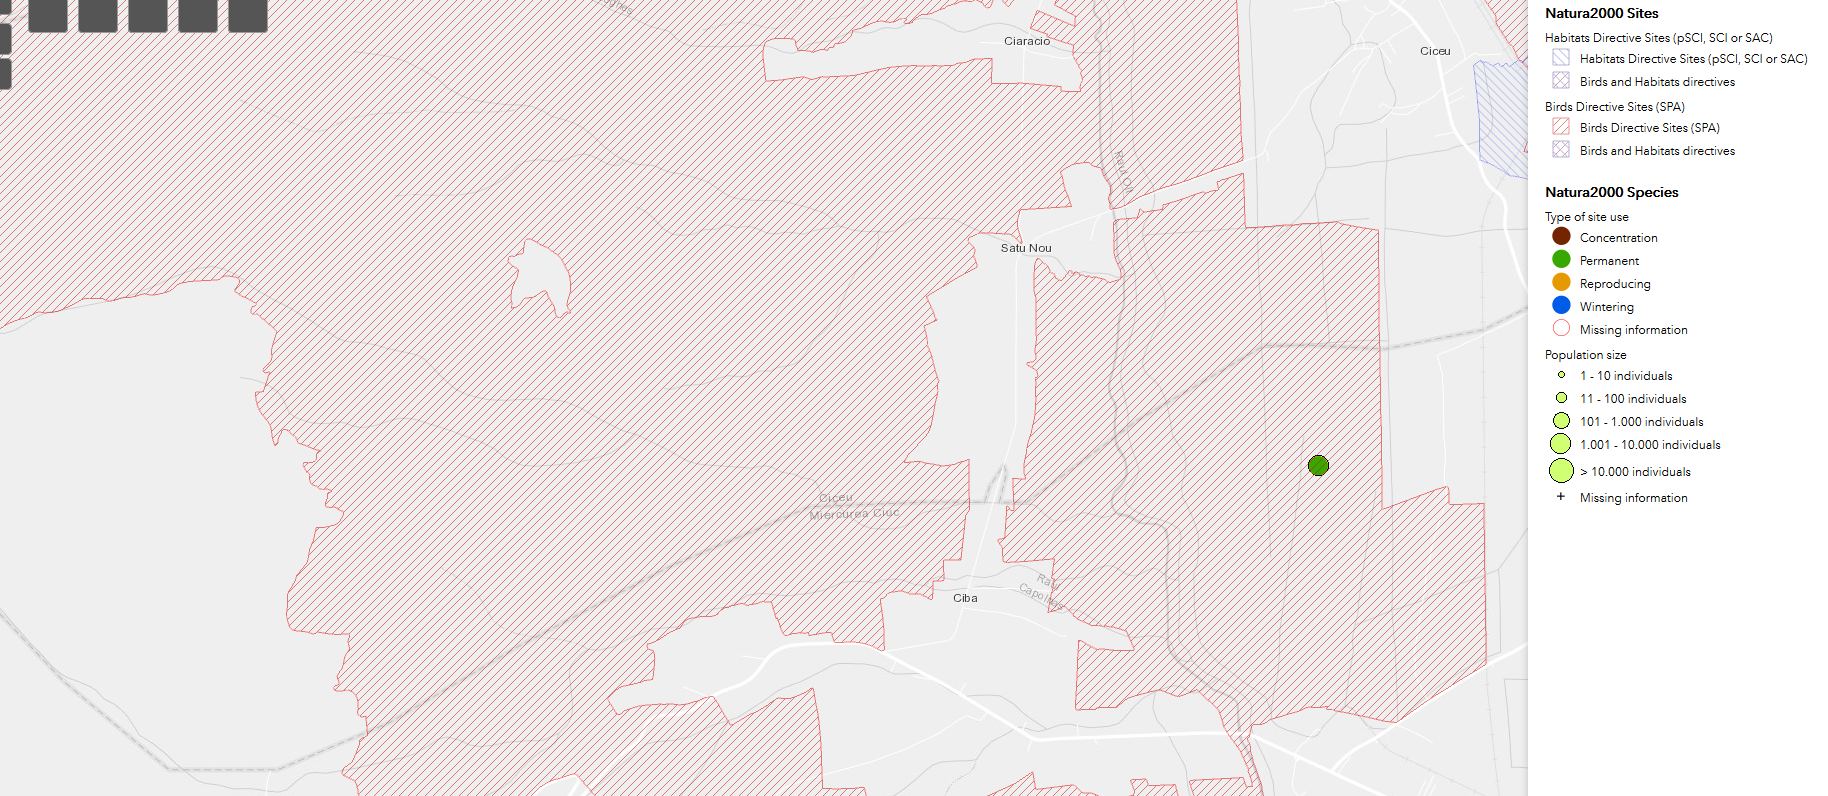 Ciaracio
Ciceu
Raul Olt
Satu Nou
Ciceu
Miercurea Ciuc
Raul
Ciba
Natura2000 Sites
Habitats Directive Sites (pSCI, SCI or SAC)
Habitats Directive Sites (pSCI, SCI or SAC)
Birds and Habitats directives
Birds Directive Sites (SPA)
Birds Directive Sites (SPA)
Birds and Habitats directives
Natura2000 Species
Type of site use
Concentration
Permanent
Reproducing
Wintering
Missing information
Population size
1 - 10 individuals
11 - 100 individuals
101 - 1.000 individuals
1.001 - 10.000 individuals
> 10.000 individuals
Missing information